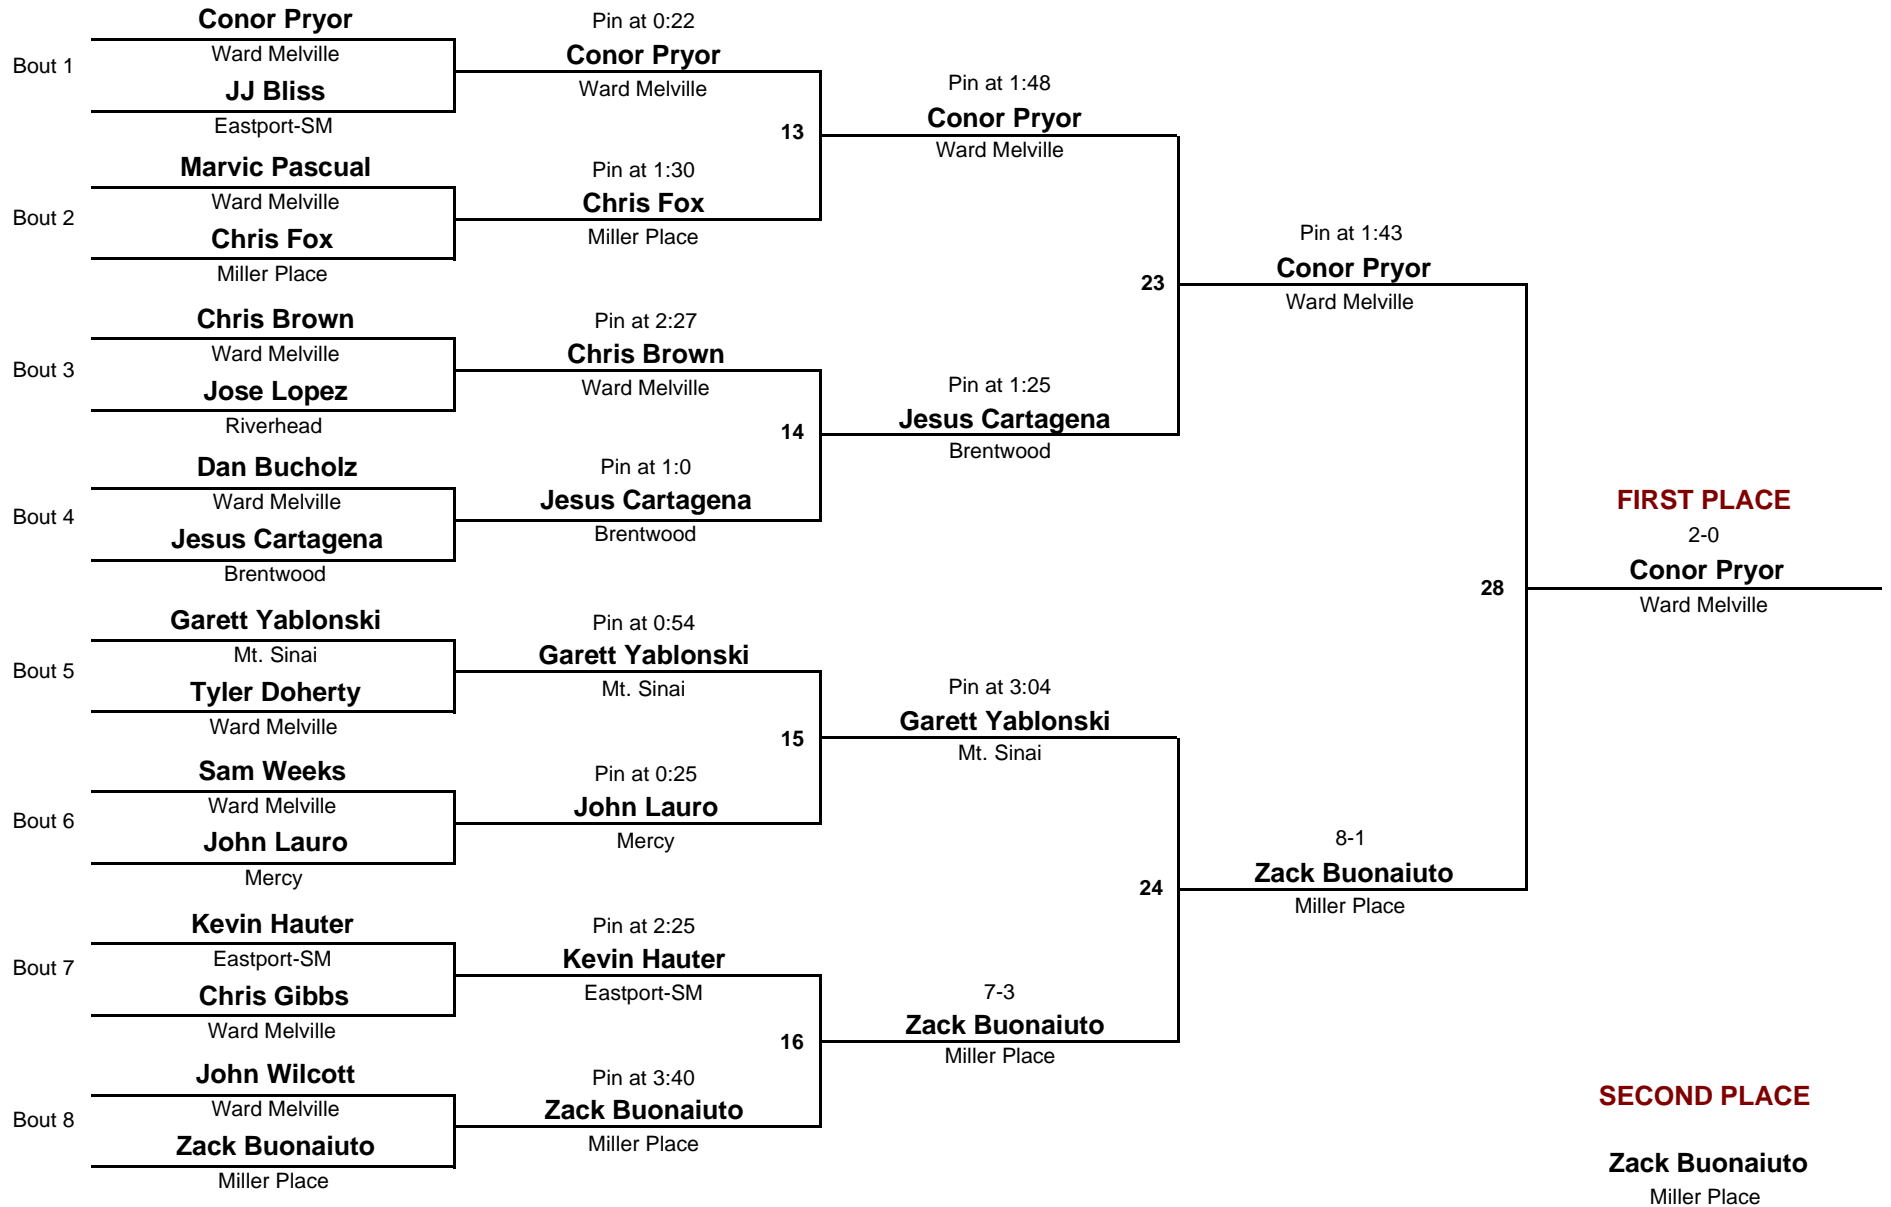 Conor Pryor
Bout 1
Ward Melville
JJ Bliss
Eastport-SM
Marvic Pascual
Bout 2
Ward Melville
Chris Fox
Miller Place
Chris Brown
Bout 3
Ward Melville
Jose Lopez
Riverhead
Dan Bucholz
Bout 4
Ward Melville
Jesus Cartagena
Brentwood
Garett Yablonski
Bout 5
Mt. Sinai
Tyler Doherty
Ward Melville
Sam Weeks
Bout 6
Ward Melville
John Lauro
Mercy
Kevin Hauter
Bout 7
Eastport-SM
Chris Gibbs
Ward Melville
John Wilcott
Bout 8
Ward Melville
Zack Buonaiuto
Miller Place
Pin at 0:22
Conor Pryor
Ward Melville
13
Pin at 1:30
Chris Fox
Miller Place
Pin at 2:27
Chris Brown
Ward Melville
14
Pin at 1:0
Jesus Cartagena
Brentwood
Pin at 0:54
Garett Yablonski
Mt. Sinai
15
Pin at 0:25
John Lauro
Mercy
Pin at 2:25
Kevin Hauter
Eastport-SM
16
Pin at 3:40
Zack Buonaiuto
Miller Place
Pin at 1:48
Conor Pryor
Ward Melville
23
Pin at 1:25
Jesus Cartagena
Brentwood
Pin at 3:04
Garett Yablonski
Mt. Sinai
24
7-3
Zack Buonaiuto
Miller Place
Pin at 1:43
Conor Pryor
Ward Melville
28
8-1
Zack Buonaiuto
Miller Place
FIRST PLACE
2-0
Conor Pryor
Ward Melville
SECOND PLACE
Zack Buonaiuto
Miller Place